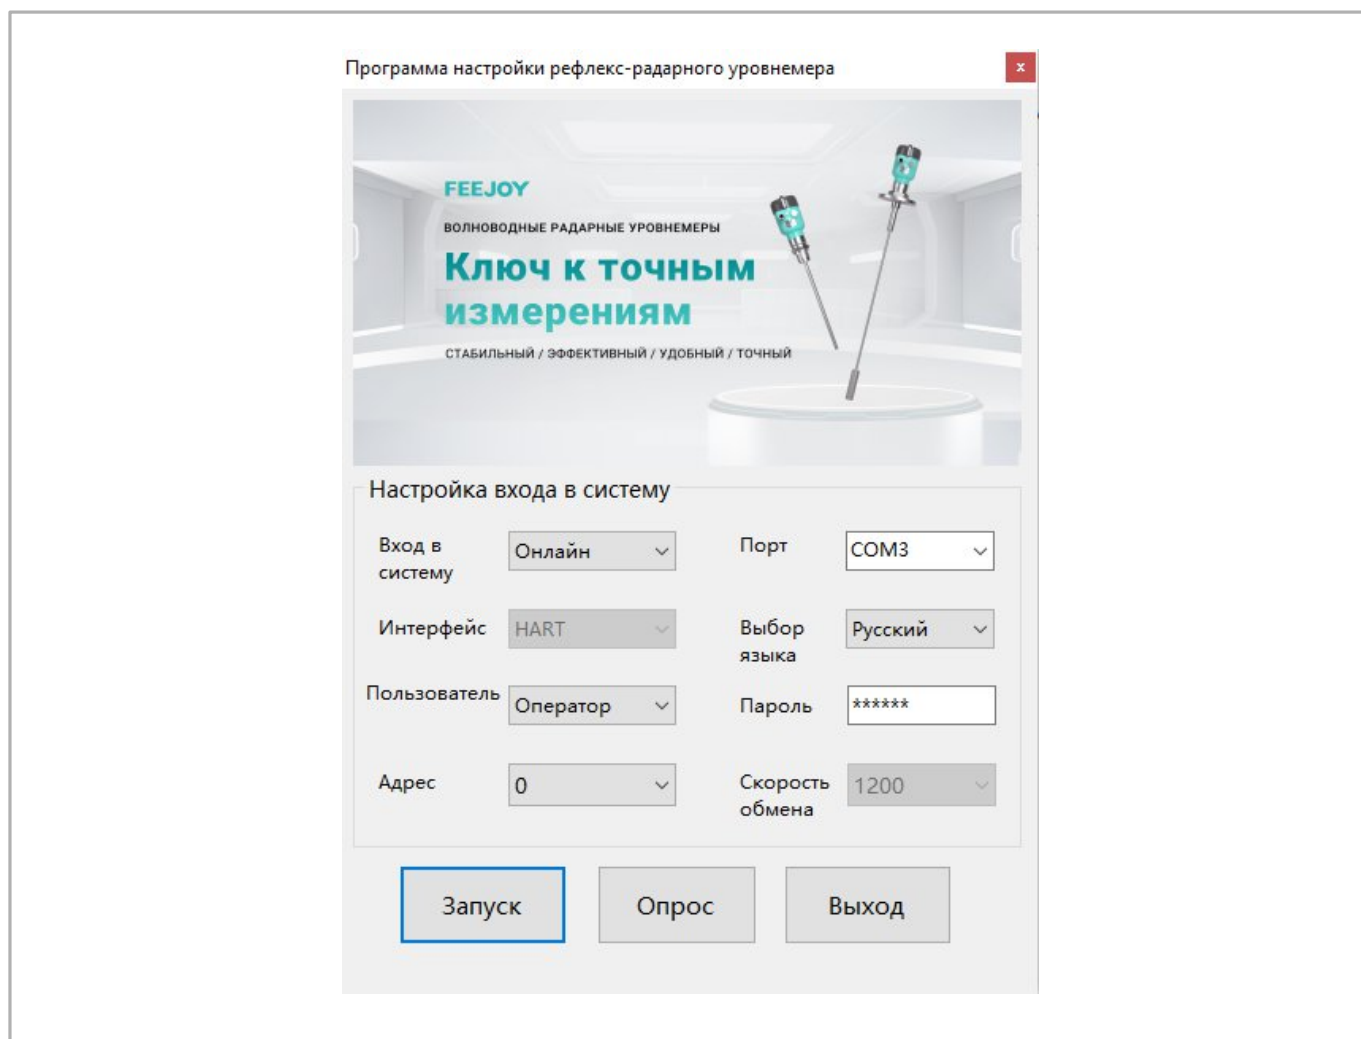 Программа настройки рефлекс-радарного уровнемера
x
FEEJOY
ВОЛНОВОДНЫЕ РАДАРНЫЕ УРОВНЕМЕРЫ
Ключ к точным
измерениям
СТАБИЛЬНЫЙ / ЭФФЕКТИВНЫЙ / УДОБНЫЙ / ТОЧНЫЙ
Настройка входа в систему
Вход в
систему
Онлайн
Порт
COM3
Интерфейс
HART
Выбор
языка
Русский
Пользователь
Оператор
Пароль
******
Адрес
0
Скорость
обмена
1200
Запуск
Опрос
Выход